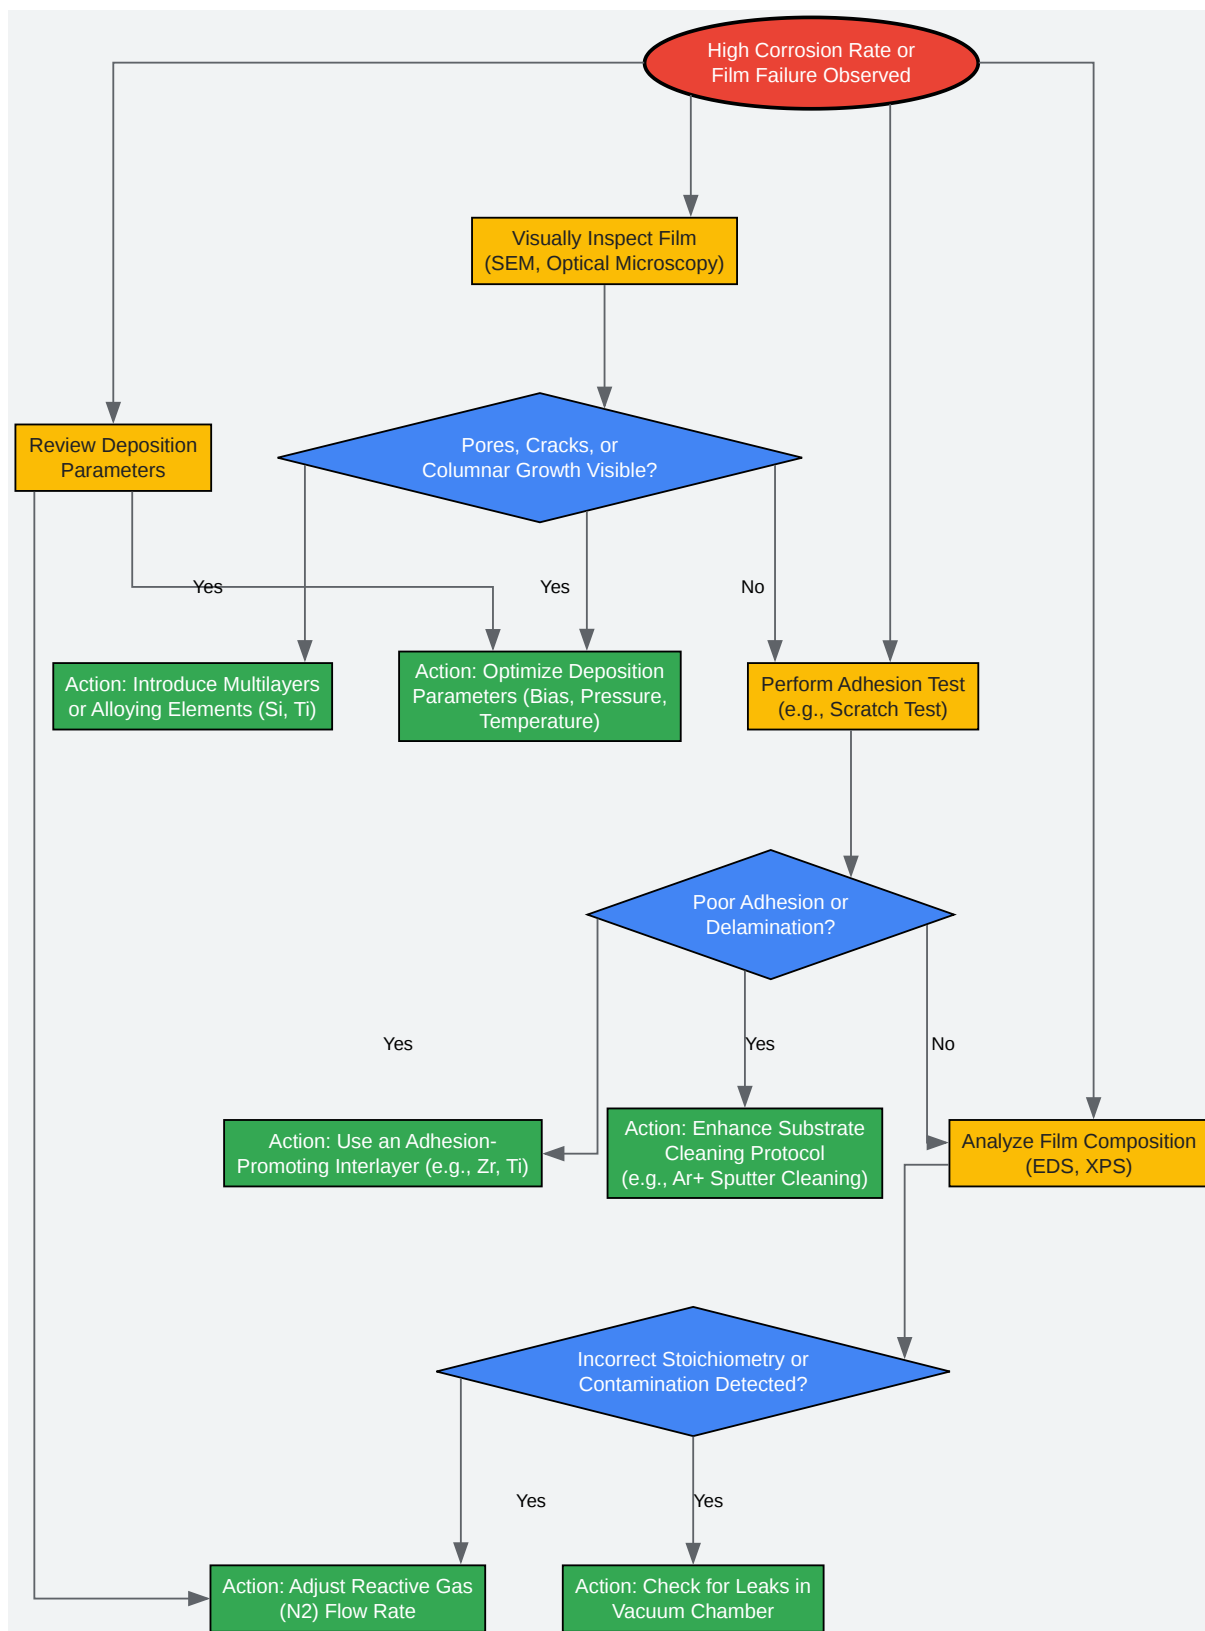 High Corrosion Rate or
Film Failure Observed
Visually Inspect Film
(SEM, Optical Microscopy)
Review Deposition
Parameters
Pores, Cracks, or
Columnar Growth Visible?
Yes
Yes
No
Action: Introduce Multilayers
or Alloying Elements (Si, Ti)
Action: Optimize Deposition
Parameters (Bias, Pressure,
Temperature)
Perform Adhesion Test
(e.g., Scratch Test)
Poor Adhesion or
Delamination?
Yes
Yes
No
Action: Use an Adhesion-
Promoting Interlayer (e.g., Zr, Ti)
Action: Enhance Substrate
Cleaning Protocol
(e.g., Ar+ Sputter Cleaning)
Analyze Film Composition
(EDS, XPS)
Incorrect Stoichiometry or
Contamination Detected?
Yes
Yes
Action: Adjust Reactive Gas
(N2) Flow Rate
Action: Check for Leaks in
Vacuum Chamber